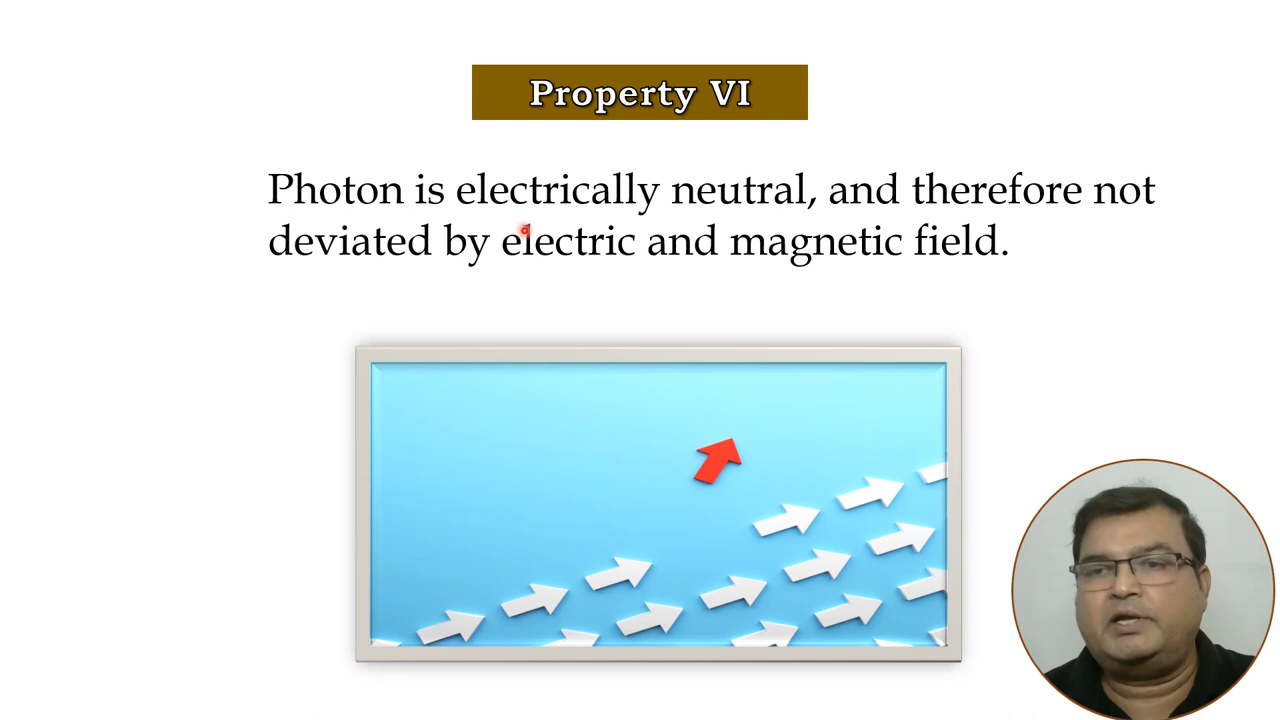 Property VI
Photon is electrically neutral, and therefore not
deviated by electric and magnetic field.